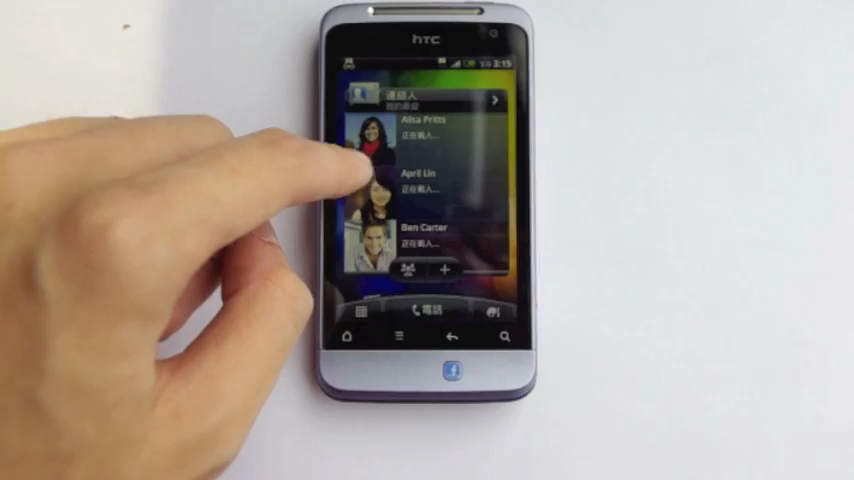 hTC
3:15
連絡人
我的最愛
Alisa Pritts
正在載入...
April Lin
正在載入...
Ben Carter
正在載入...
電話
f